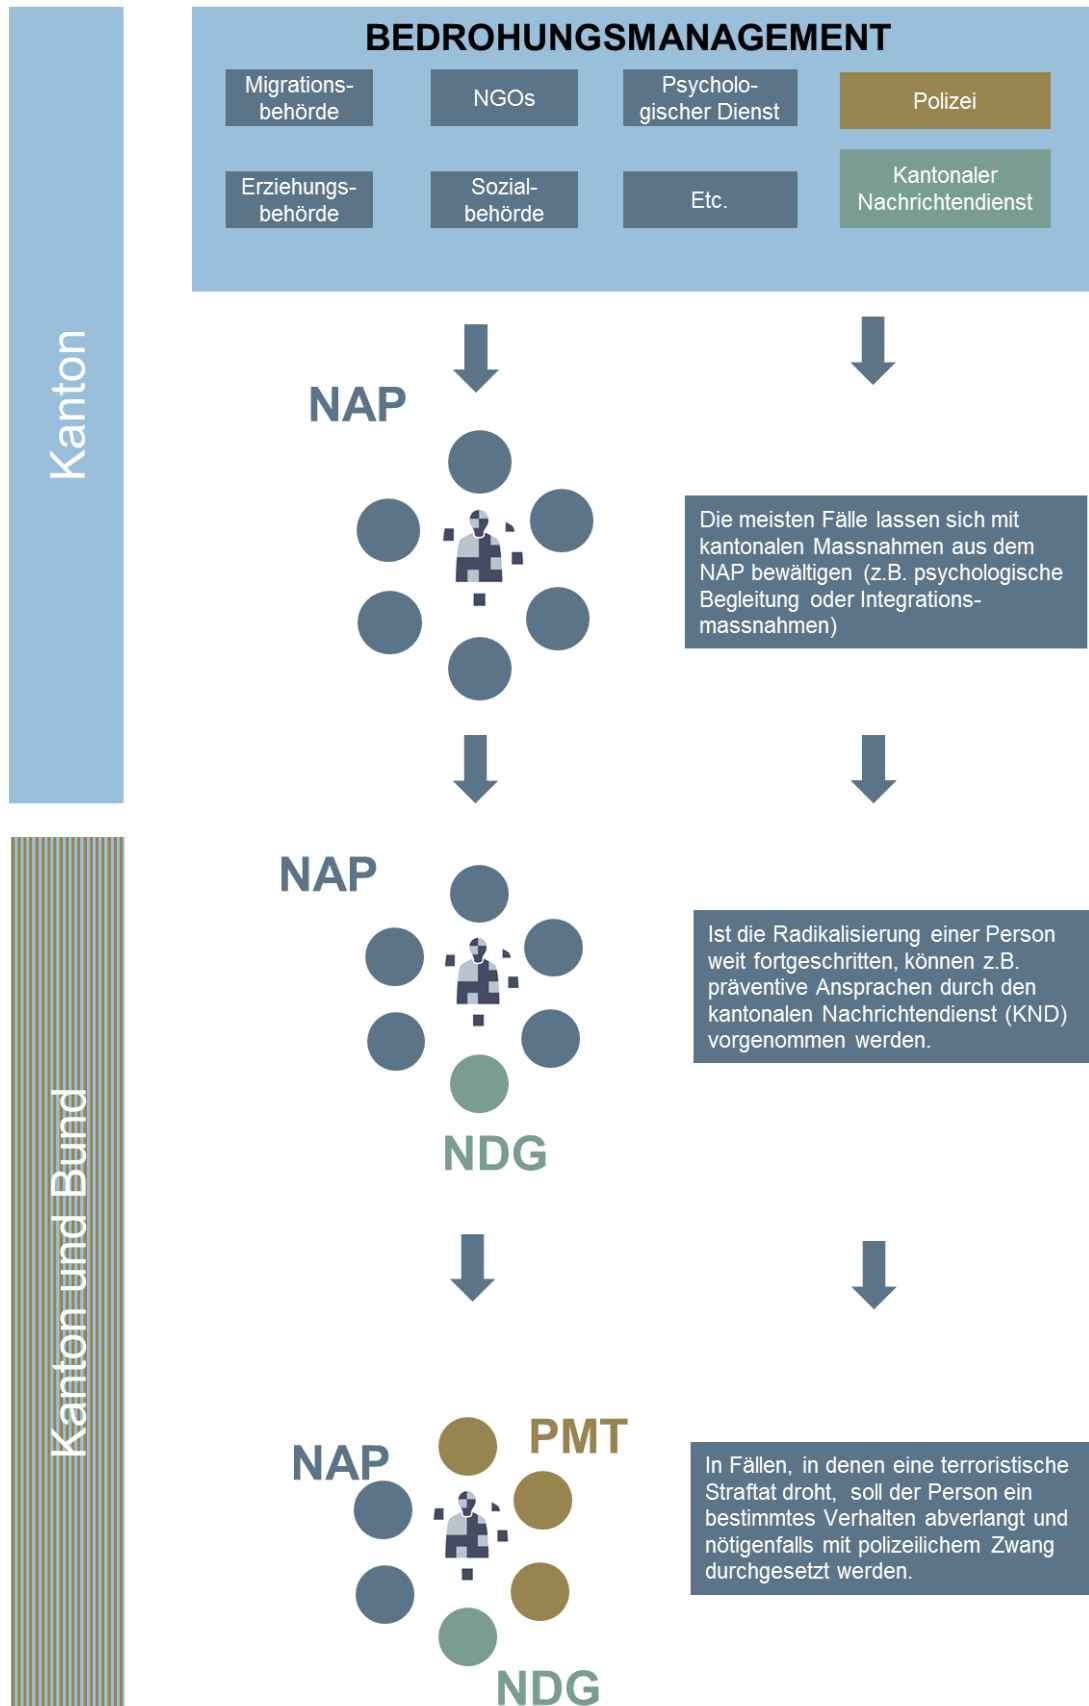 BEDROHUNGSMANAGEMENT
Migrations-
behörde
NGOs
Psycholo-
gischer Dienst
Polizei
Erziehungs-
behörde
Sozial-
behörde
Etc.
Kantonaler
Nachrichtendienst
Kanton
NAP
Die meisten Fälle lassen sich mit
kantonalen Massnahmen aus dem
NAP bewältigen (z.B. psychologische
Begleitung oder Integrations-
massnahmen)
Kanton und Bund
NAP
Ist die Radikalisierung einer Person
weit fortgeschritten, können z.B.
präventive Ansprachen durch den
kantonalen Nachrichtendienst (KND)
vorgenommen werden.
NDG
PMT
NAP
In Fällen, in denen eine terroristische
Straftat droht, soll der Person ein
bestimmtes Verhalten abverlangt und
nötigenfalls mit polizeilichem Zwang
durchgesetzt werden.
NDG